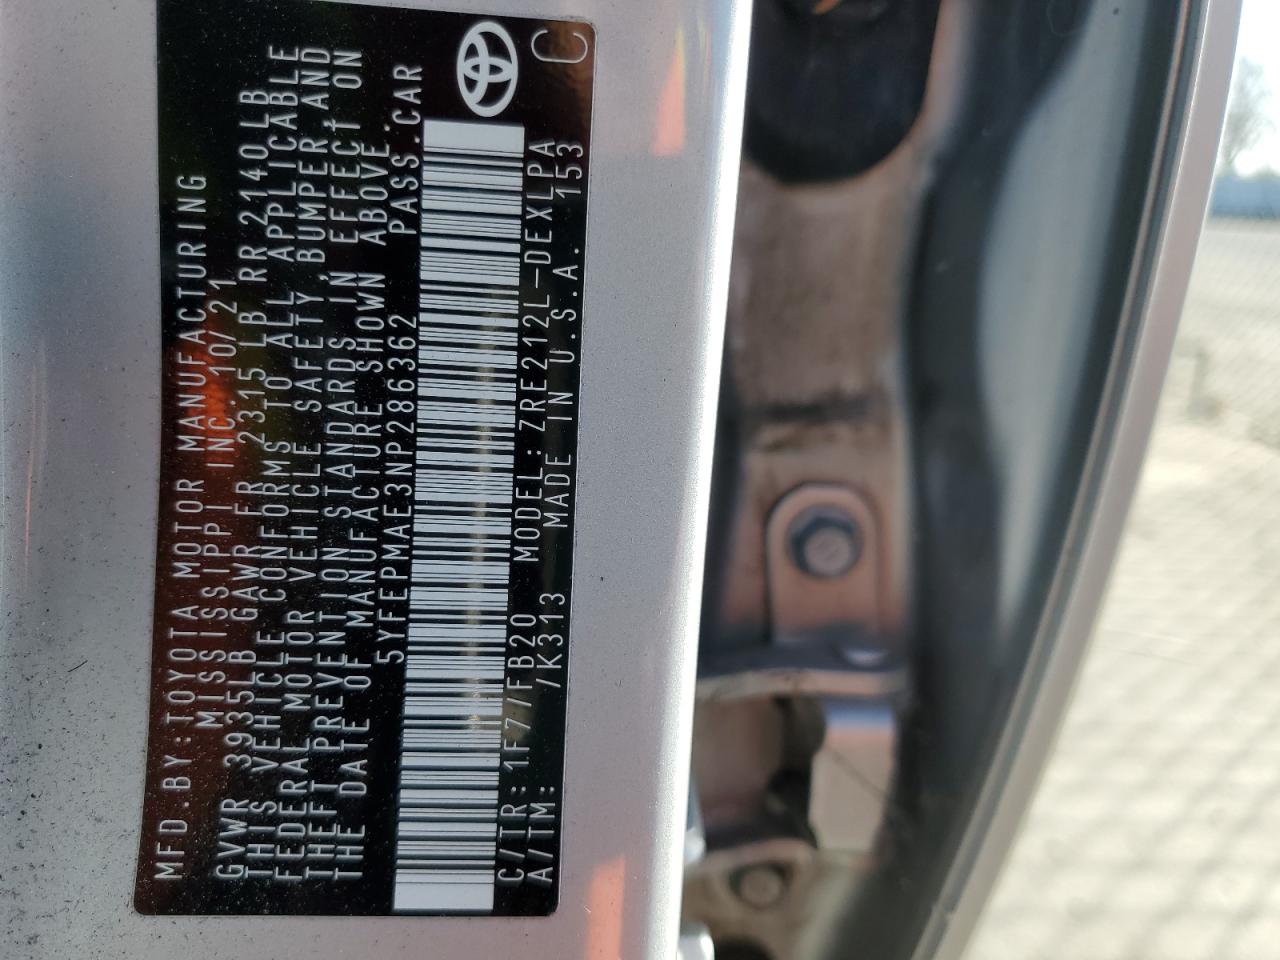 MFD.BY:TOYOTA MOTOR MANUFACTURING
MISSISSIPPI INC. 10/21
GVWR 3935LB GAWR FR 2315 LB RR 2140LB
THIS VEHICLE CONFORMS TO ALL APPLICABLE
FEDERAL MOTOR VEHICLE SAFETY, BUMPER, AND
THEFT PREVENTION STANDARDS IN EFFECT ON
THE DATE OF MANUFACTURE SHOWN ABOVE.
5YFEPMAE3NP286362 PASS.CAR
C/TR:1F7/FB20 MODEL:ZRE212L-DEXLPA
A/TM: /K313 MADE IN U.S.A. 153
C